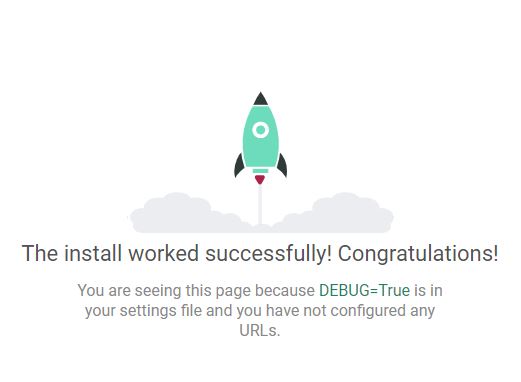 The install worked successfully! Congratulations!
You are seeing this page because DEBUG=True is in
your settings file and you have not configured any
URLs.